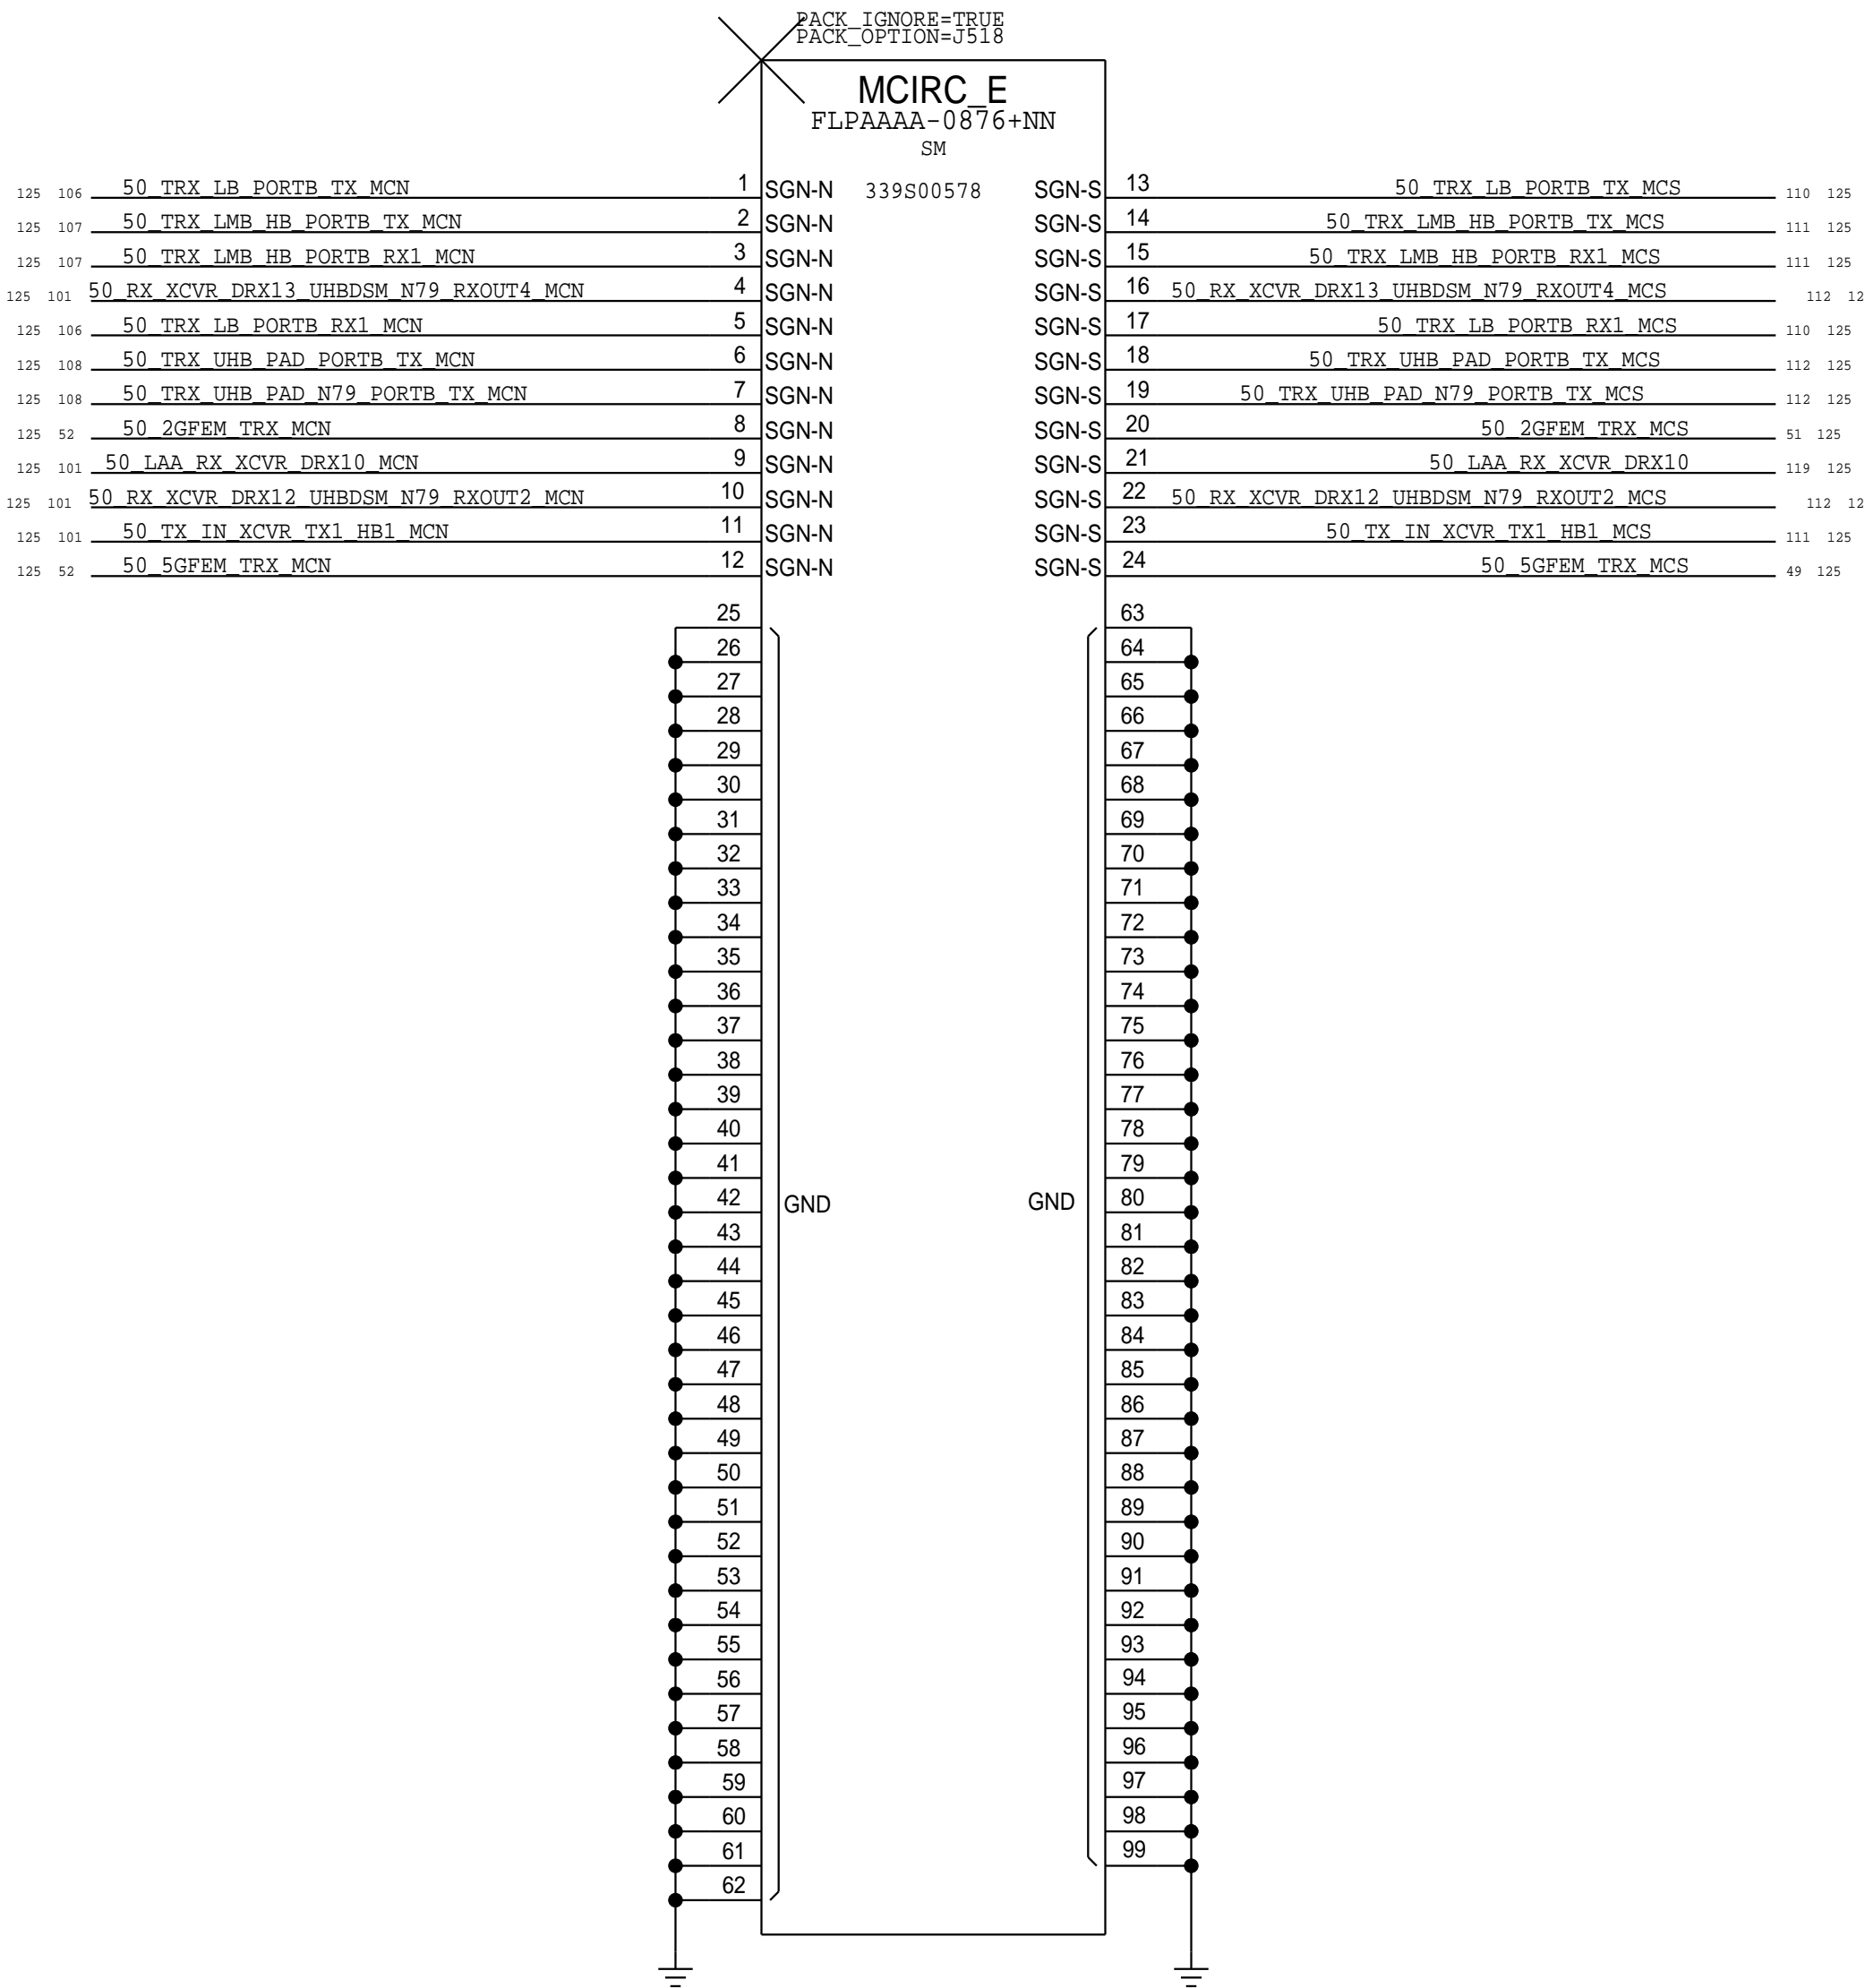 PACK_IGNORE=TRUE
PACK_OPTION=J518
MCIRC_E
FLPAAAA-0876+NN
SM
339S00578
125 106 50_TRX_LB_PORTB_TX_MCN 1 SGN-N SGN-S 13 50_TRX_LB_PORTB_TX_MCS 110 125
125 107 50_TRX_LMB_HB_PORTB_TX_MCN 2 SGN-N SGN-S 14 50_TRX_LMB_HB_PORTB_TX_MCS 111 125
125 107 50_TRX_LMB_HB_PORTB_RX1_MCN 3 SGN-N SGN-S 15 50_TRX_LMB_HB_PORTB_RX1_MCS 111 125
125 101 50_RX_XCVR_DRX13_UHBDSM_N79_RXOUT4_MCN 4 SGN-N SGN-S 16 50_RX_XCVR_DRX13_UHBDSM_N79_RXOUT4_MCS 112 12
125 106 50_TRX_LB_PORTB_RX1_MCN 5 SGN-N SGN-S 17 50_TRX_LB_PORTB_RX1_MCS 110 125
125 108 50_TRX_UHB_PAD_PORTB_TX_MCN 6 SGN-N SGN-S 18 50_TRX_UHB_PAD_PORTB_TX_MCS 112 125
125 108 50_TRX_UHB_PAD_N79_PORTB_TX_MCN 7 SGN-N SGN-S 19 50_TRX_UHB_PAD_N79_PORTB_TX_MCS 112 125
125 52 50_2GFEM_TRX_MCN 8 SGN-N SGN-S 20 50_2GFEM_TRX_MCS 51 125
125 101 50_LAA_RX_XCVR_DRX10_MCN 9 SGN-N SGN-S 21 50_LAA_RX_XCVR_DRX10 119 125
125 101 50_RX_XCVR_DRX12_UHBDSM_N79_RXOUT2_MCN 10 SGN-N SGN-S 22 50_RX_XCVR_DRX12_UHBDSM_N79_RXOUT2_MCS 112 12
125 101 50_TX_IN_XCVR_TX1_HB1_MCN 11 SGN-N SGN-S 23 50_TX_IN_XCVR_TX1_HB1_MCS 111 125
125 52 50_5GFEM_TRX_MCN 12 SGN-N SGN-S 24 50_5GFEM_TRX_MCS 49 125
25 63
26 64
27 65
28 66
29 67
30 68
31 69
32 70
33 71
34 72
35 73
36 74
37 75
38 76
39 77
40 78
41 79
42 GND GND 80
43 81
44 82
45 83
46 84
47 85
48 86
49 87
50 88
51 89
52 90
53 91
54 92
55 93
56 94
57 95
58 96
59 97
60 98
61 99
62